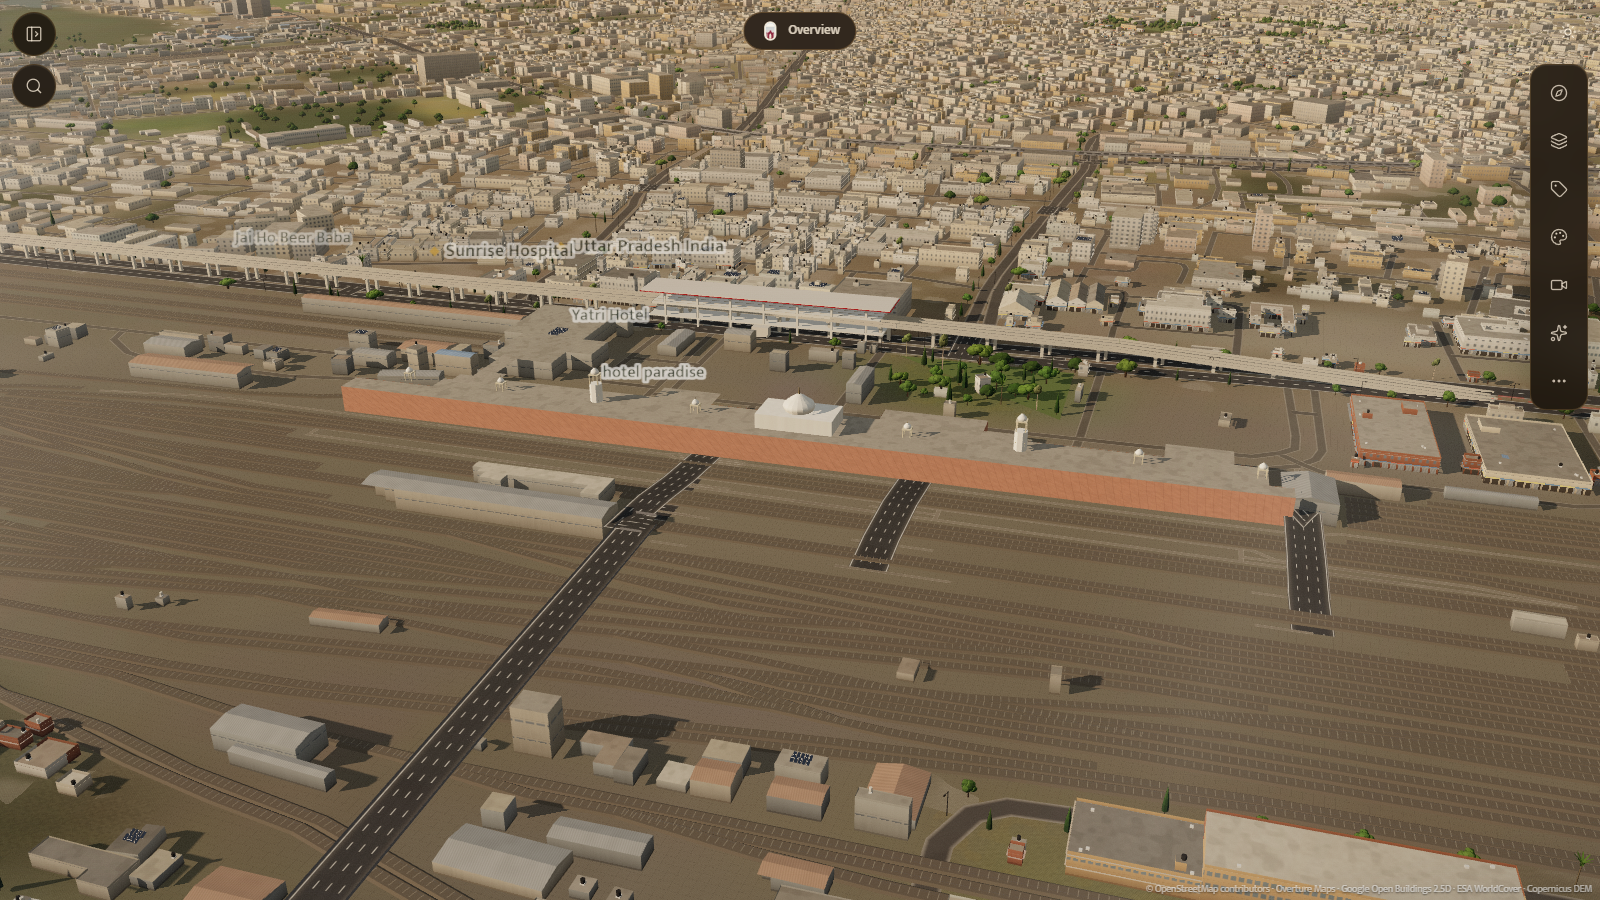 Overview
Jai Ho Beer Baba
Sunrise Hospital
Uttar Pradesh India
Yatri Hotel
hotel paradise
© OpenStreetMap contributors · Overture Maps · Google Open Buildings 2.5D · ESA WorldCover · Copernicus DEM